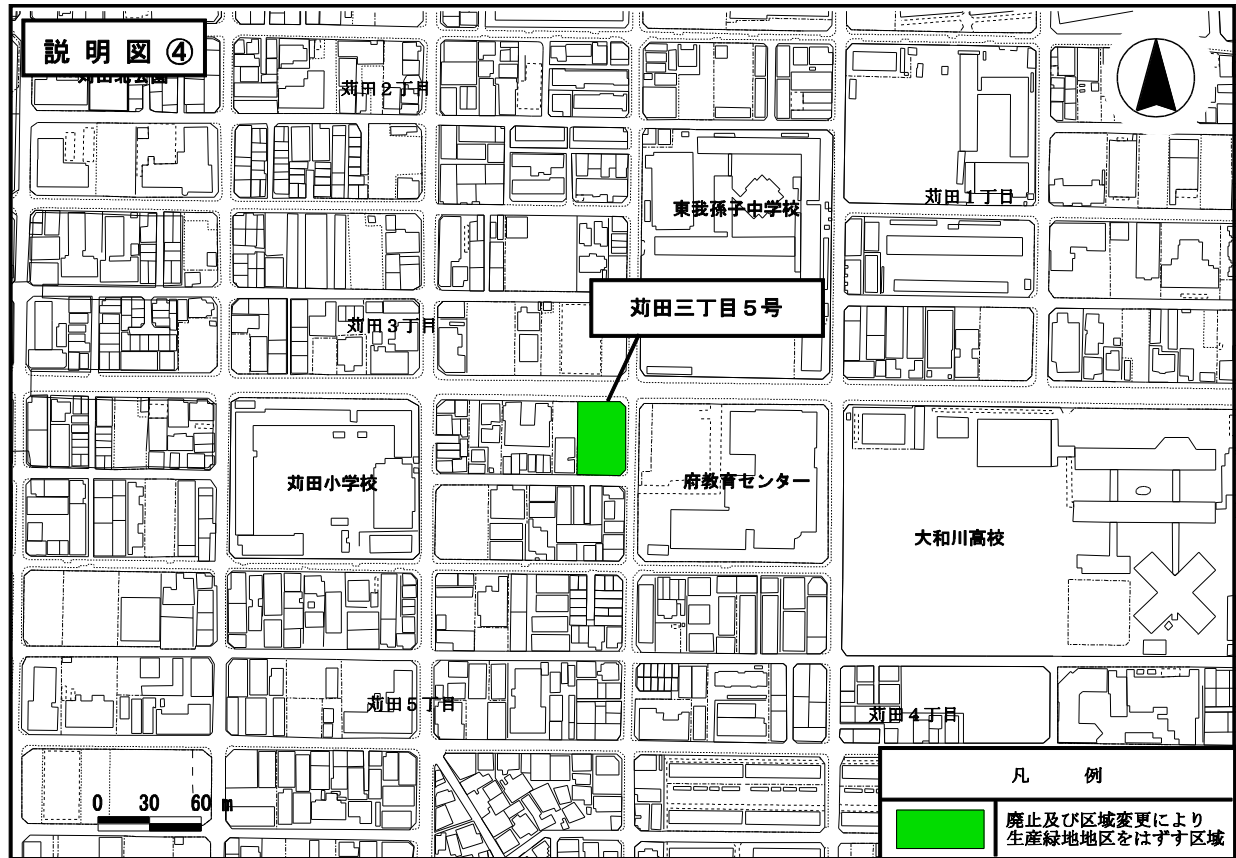 説明図④
苅田北公園
苅田2丁目
東我孫子中学校
苅田1丁目
苅田三丁目5号
苅田3丁目
苅田小学校
府教育センター
大和川高校
苅田5丁目
苅田4丁目
0 30 60 m
凡例
廃止及び区域変更により
生産緑地地区をはずす区域